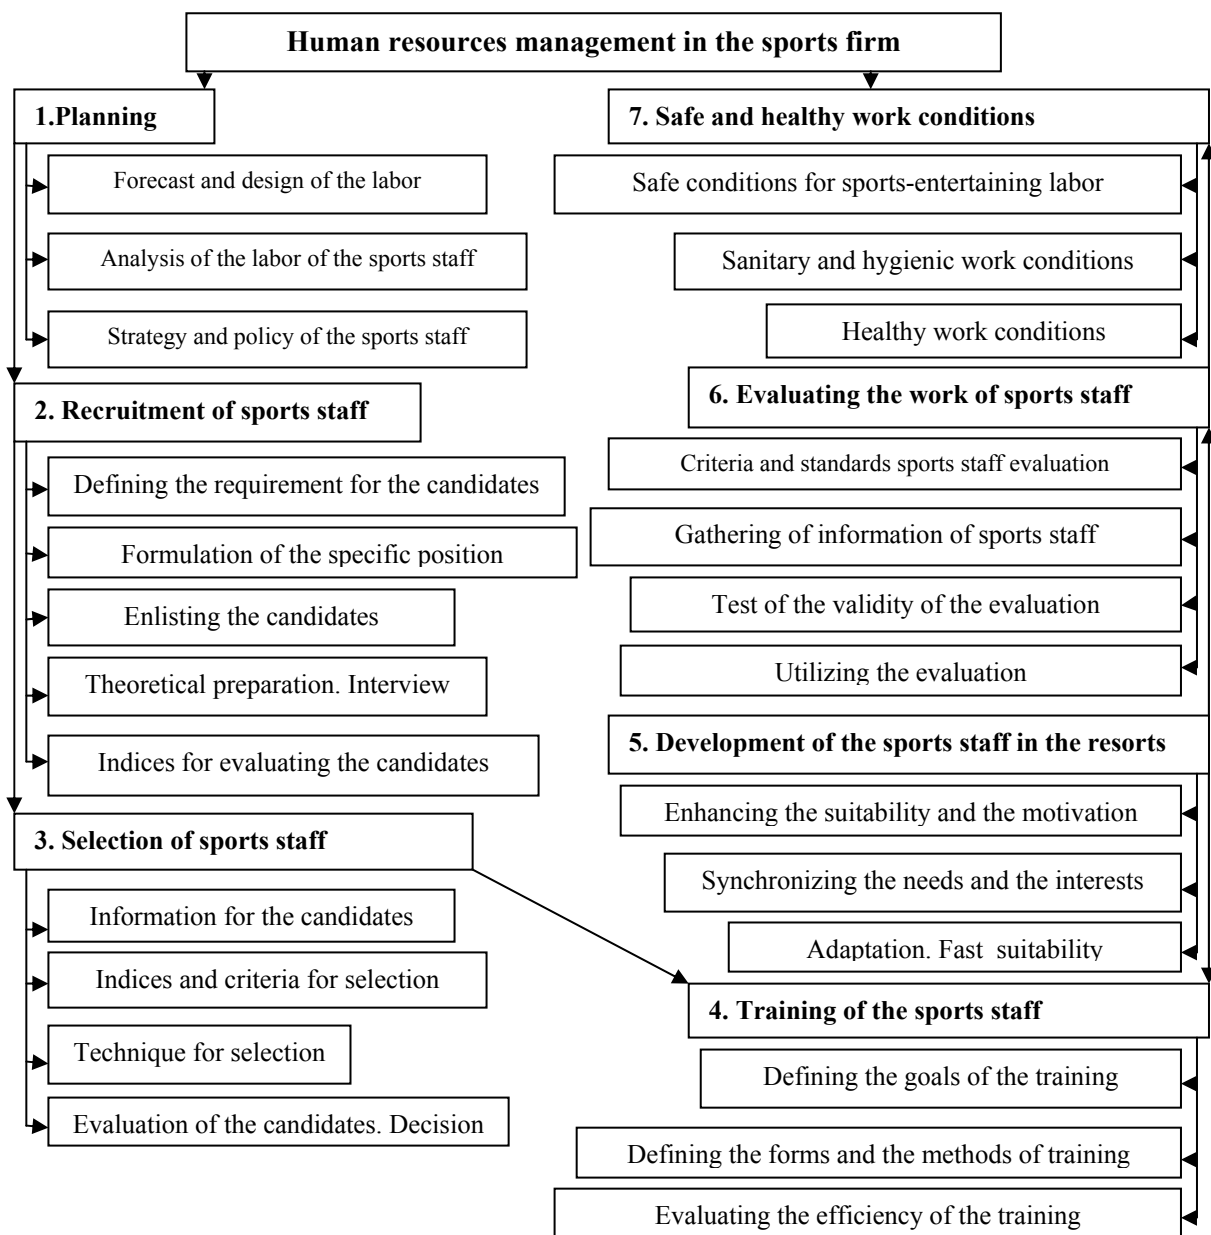 Human resources management in the sports firm
1.Planning
Forecast and design of the labor
Analysis of the labor of the sports staff
Strategy and policy of the sports staff
2. Recruitment of sports staff
Defining the requirement for the candidates
Formulation of the specific position
Enlisting the candidates
Theoretical preparation. Interview
Indices for evaluating the candidates
3. Selection of sports staff
Information for the candidates
Indices and criteria for selection
Technique for selection
Evaluation of the candidates. Decision
7. Safe and healthy work conditions
Safe conditions for sports-entertaining labor
Sanitary and hygienic work conditions
Healthy work conditions
6. Evaluating the work of sports staff
Criteria and standards sports staff evaluation
Gathering of information of sports staff
Test of the validity of the evaluation
Utilizing the evaluation
5. Development of the sports staff in the resorts
Enhancing the suitability and the motivation
Synchronizing the needs and the interests
Adaptation. Fast suitability
4. Training of the sports staff
Defining the goals of the training
Defining the forms and the methods of training
Evaluating the efficiency of the training